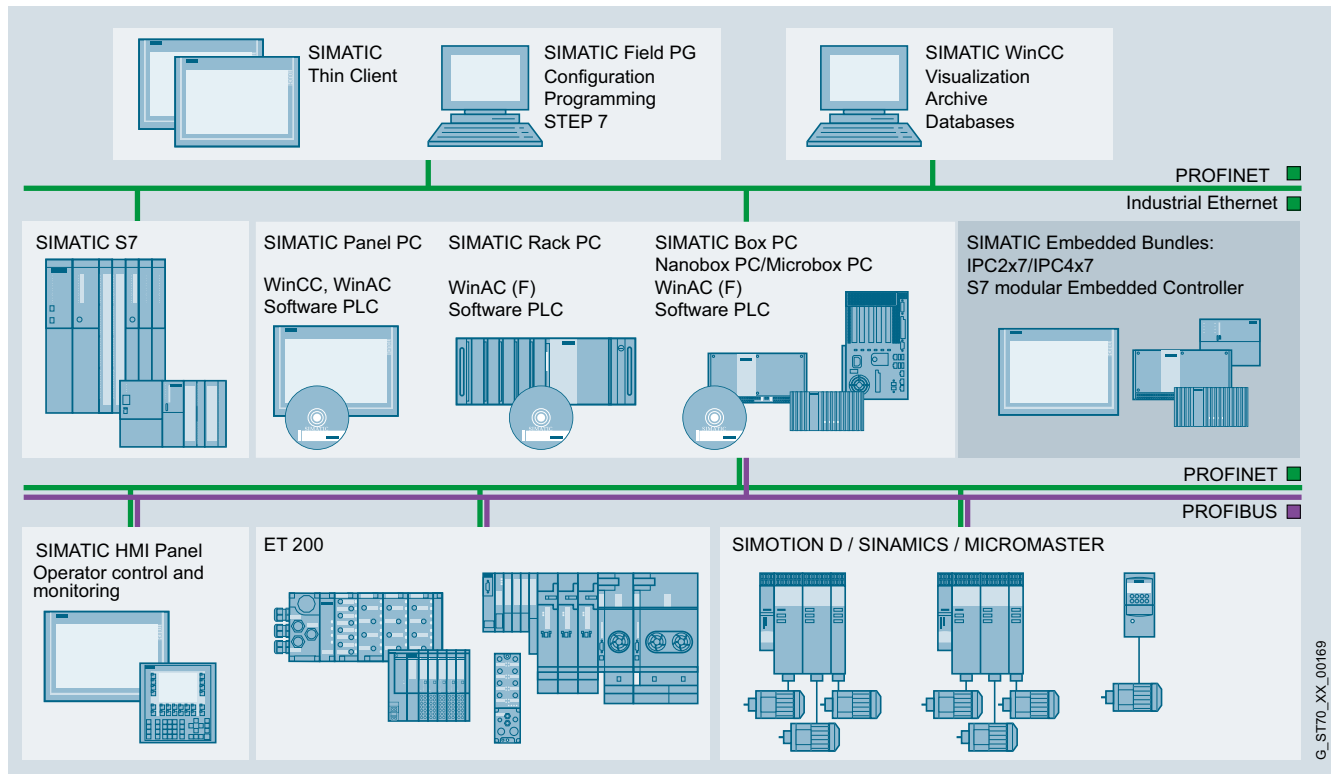 SIMATIC
Thin Client
SIMATIC Field PG
Configuration
Programming
STEP 7
SIMATIC WinCC
Visualization
Archive
Databases
PROFINET
Industrial Ethernet
SIMATIC S7
SIMATIC Panel PC
WinCC, WinAC
Software PLC
SIMATIC Rack PC
WinAC (F)
Software PLC
SIMATIC Box PC
Nanobox PC/Microbox PC
WinAC (F)
Software PLC
SIMATIC Embedded Bundles:
IPC2x7/IPC4x7
S7 modular Embedded Controller
SIMATIC
SIMATIC
SIMATIC
PROFINET
PROFIBUS
SIMATIC HMI Panel
Operator control and
monitoring
ET 200
SIMOTION D / SINAMICS / MICROMASTER
G_ST70_XX_00169